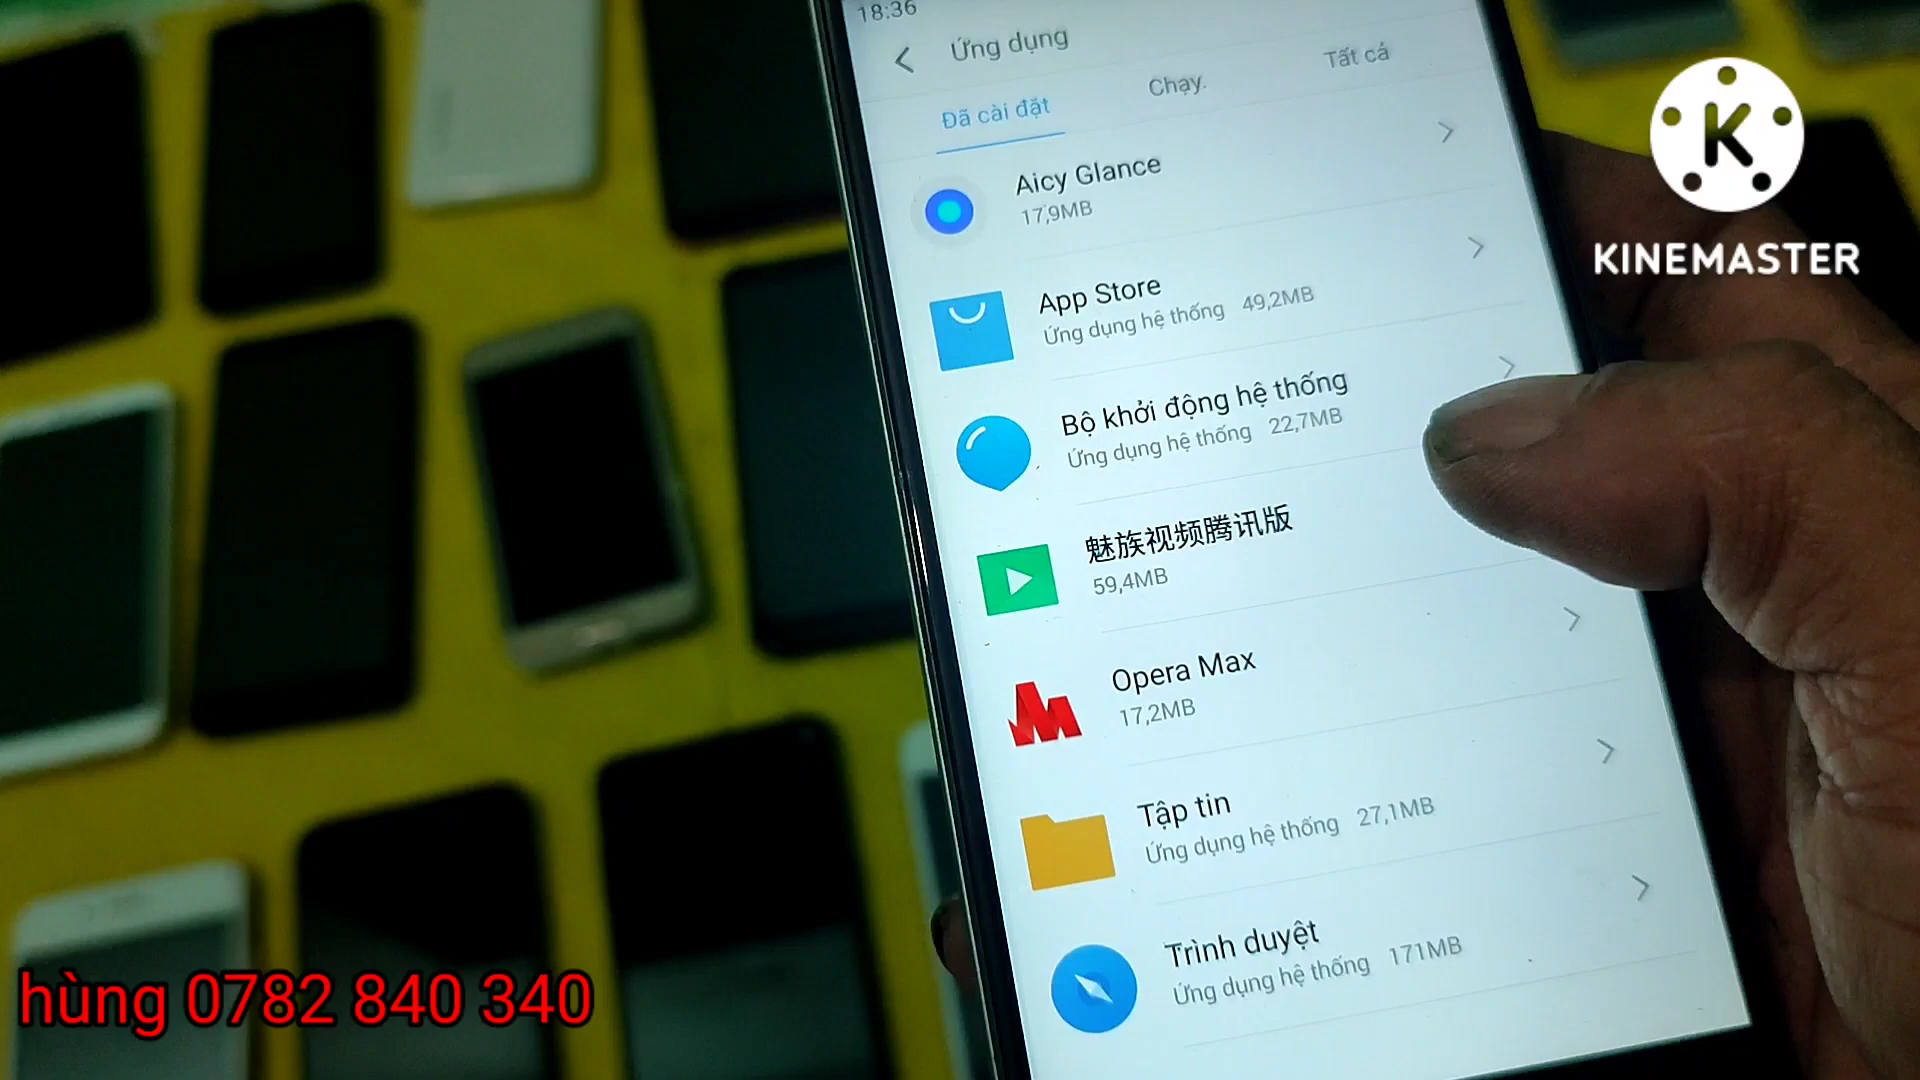 18:36
Ứng dụng
Đã cài đặt
Chạy.
Tất cả
Aicy Glance
17,9MB
App Store
Ứng dụng hệ thống 49,2MB
Bộ khởi động hệ thống
Ứng dụng hệ thống 22,7MB
魅族视频腾讯版
59,4MB
Opera Max
17,2MB
Tập tin
Ứng dụng hệ thống 27,1MB
Trình duyệt
Ứng dụng hệ thống 171MB
K
KINEMASTER
hùng 0782 840 340